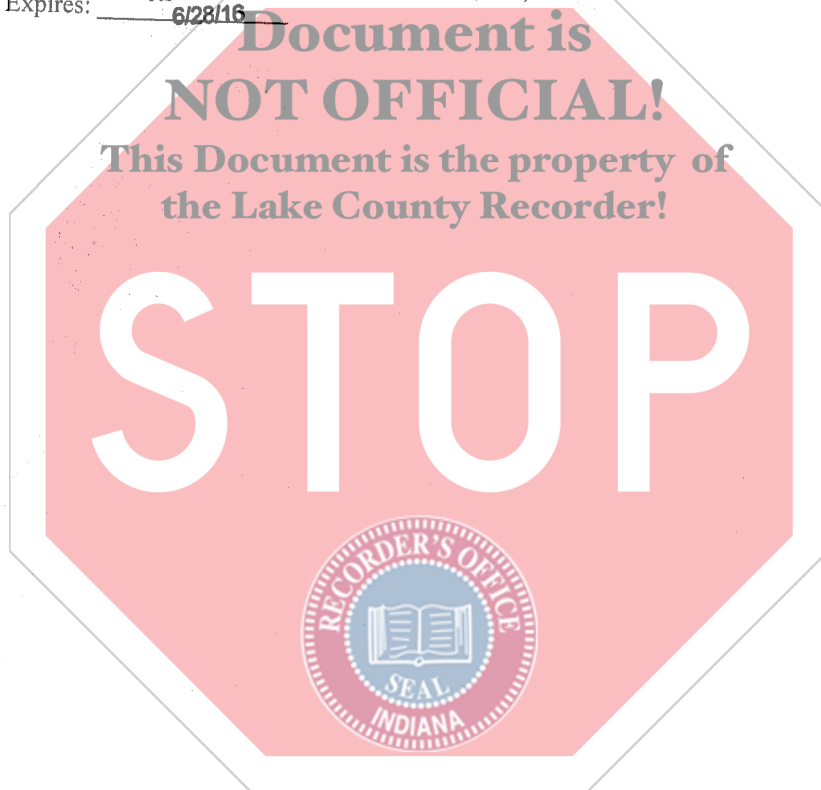 Expires: 6/28/16
Document is
NOT OFFICIAL!
This Document is the property of
the Lake County Recorder!
STOP
RECORDER'S OFFICE
SEAL
INDIANA